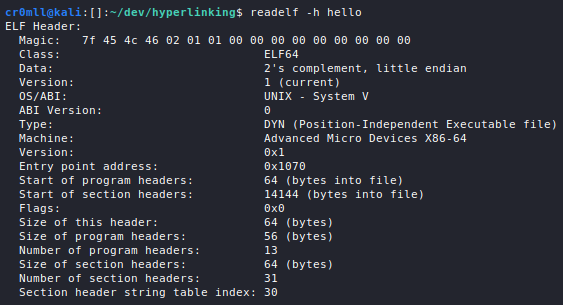 cr0mll@kali:[]:~/dev/hyperlinking$ readelf -h hello
ELF Header:
  Magic:   7f 45 4c 46 02 01 01 00 00 00 00 00 00 00 00 00
  Class:                             ELF64
  Data:                              2's complement, little endian
  Version:                           1 (current)
  OS/ABI:                            UNIX - System V
  ABI Version:                       0
  Type:                              DYN (Position-Independent Executable file)
  Machine:                           Advanced Micro Devices X86-64
  Version:                           0x1
  Entry point address:               0x1070
  Start of program headers:          64 (bytes into file)
  Start of section headers:          14144 (bytes into file)
  Flags:                             0x0
  Size of this header:               64 (bytes)
  Size of program headers:           56 (bytes)
  Number of program headers:         13
  Size of section headers:           64 (bytes)
  Number of section headers:         31
  Section header string table index: 30